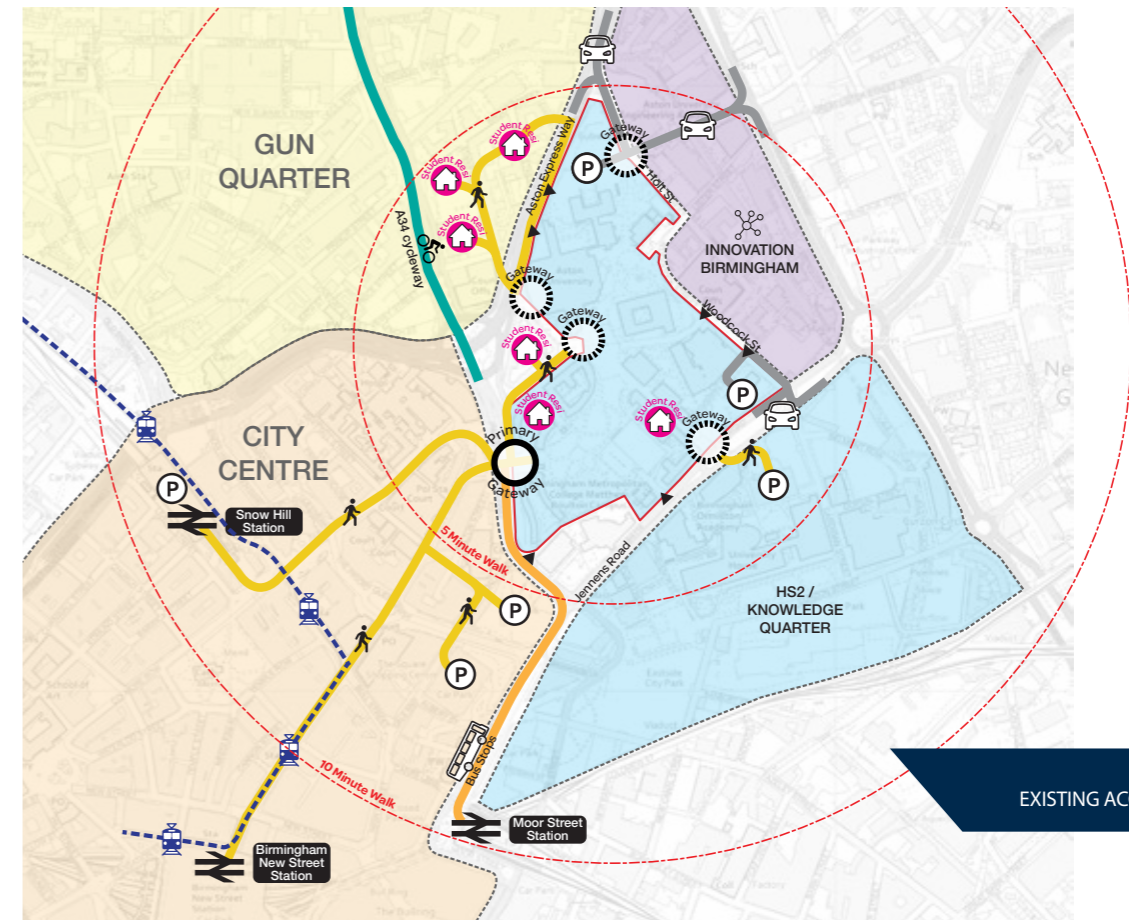 GUN
QUARTER
A34 cycleway
Student Resi
Student Resi
Student Resi
Aston Express Way
P
Gateway
Holt St
INNOVATION
BIRMINGHAM
Gateway
Gateway
Woodcock St
Student Resi
Student Resi
Student Resi
Gateway
P
P
CITY
CENTRE
Primary
Gateway
P
Snow Hill
Station
5 Minute Walk
P
P
Jennens Road
HS2 /
KNOWLEDGE
QUARTER
Bus Stops
10 Minute Walk
Moor Street
Station
Birmingham
New Street
Station
EXISTING ACC